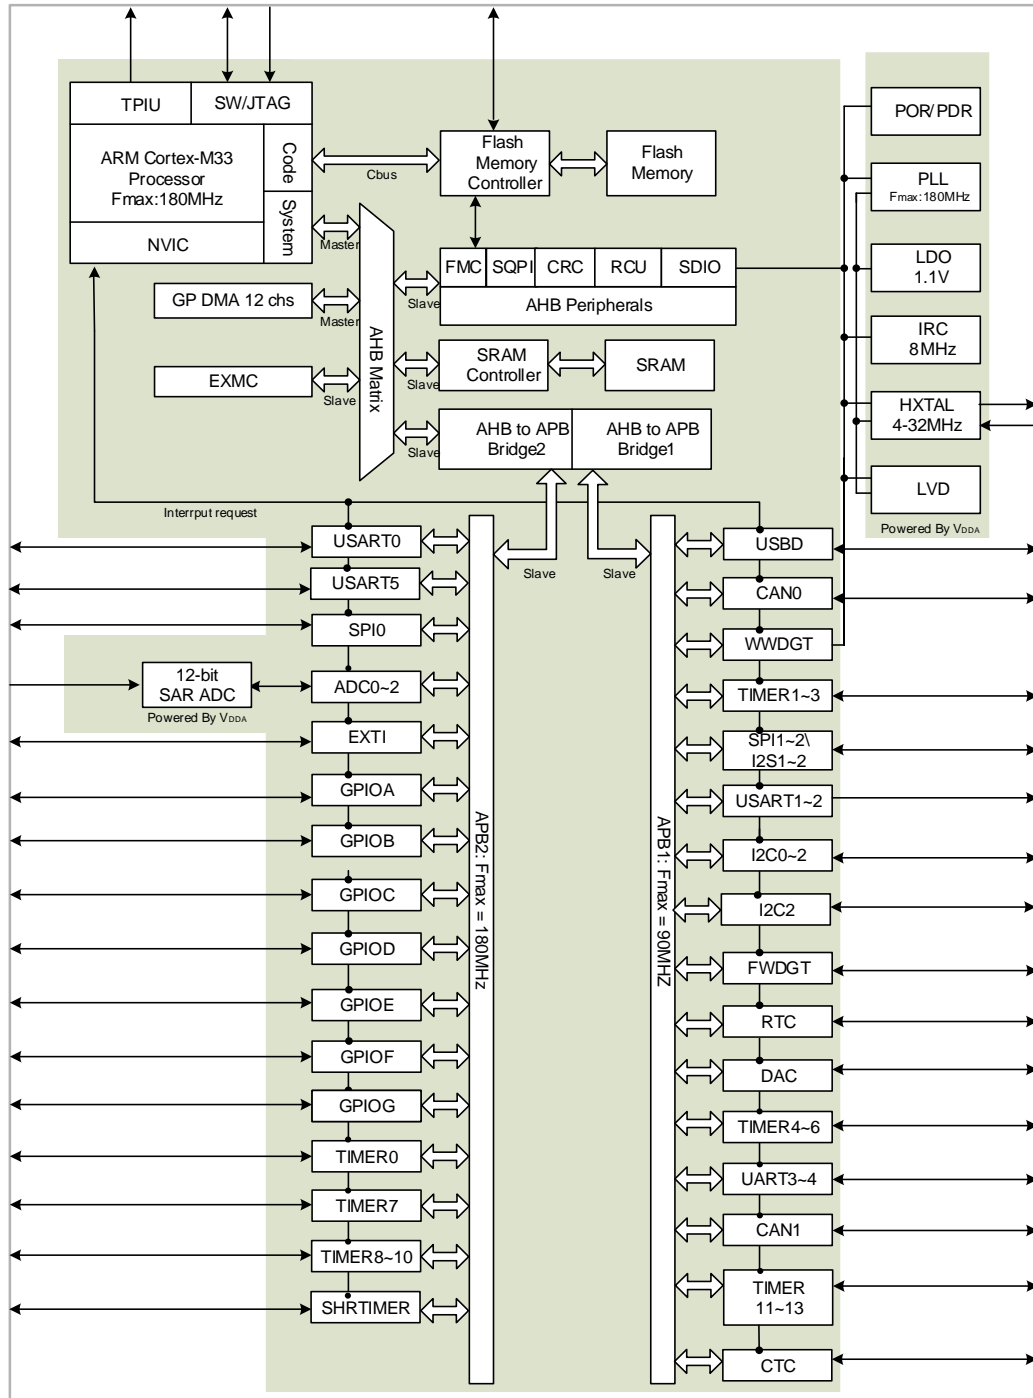 TPIU
SW/JTAG
ARM Cortex-M33
Processor
Fmax:180MHz
Code
System
NVIC
Cbus
Flash
Memory
Controller
Flash
Memory
POR/PDR
PLL
Fmax:180MHz
Master
FMC
SQPI
CRC
RCU
SDIO
AHB Peripherals
Slave
LDO
1.1V
GP DMA 12 chs
Master
AHB Matrix
IRC
8MHz
EXMC
Slave
SRAM
Controller
SRAM
Slave
HXTAL
4-32MHz
AHB to APB
Bridge2
AHB to APB
Bridge1
Slave
LVD
Powered By VDDA
Interrput request
Slave
Slave
USART0
USART5
SPI0
12-bit
SAR ADC
Powered By VDDA
ADC0~2
EXTI
GPIOA
GPIOB
GPIOC
GPIOD
GPIOE
GPIOF
GPIOG
TIMER0
TIMER7
TIMER8~10
SHRTIMER
APB2: Fmax = 180MHz
APB1: Fmax = 90MHZ
USBD
CAN0
WWDGT
TIMER1~3
SPI1~2\
I2S1~2
USART1~2
I2C0~2
I2C2
FWDGT
RTC
DAC
TIMER4~6
UART3~4
CAN1
TIMER
11~13
CTC